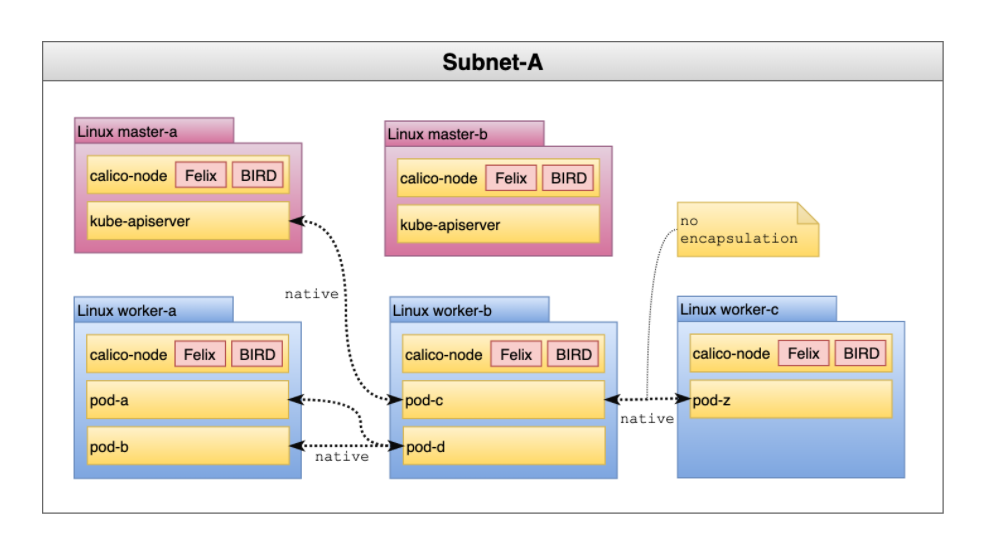 Subnet-A
Linux master-a
calico-node Felix BIRD
kube-apiserver
Linux master-b
calico-node Felix BIRD
kube-apiserver
no
encapsulation
native
Linux worker-a
calico-node Felix BIRD
pod-a
pod-b
native
Linux worker-b
calico-node Felix BIRD
pod-c
pod-d
native
Linux worker-c
calico-node Felix BIRD
pod-z